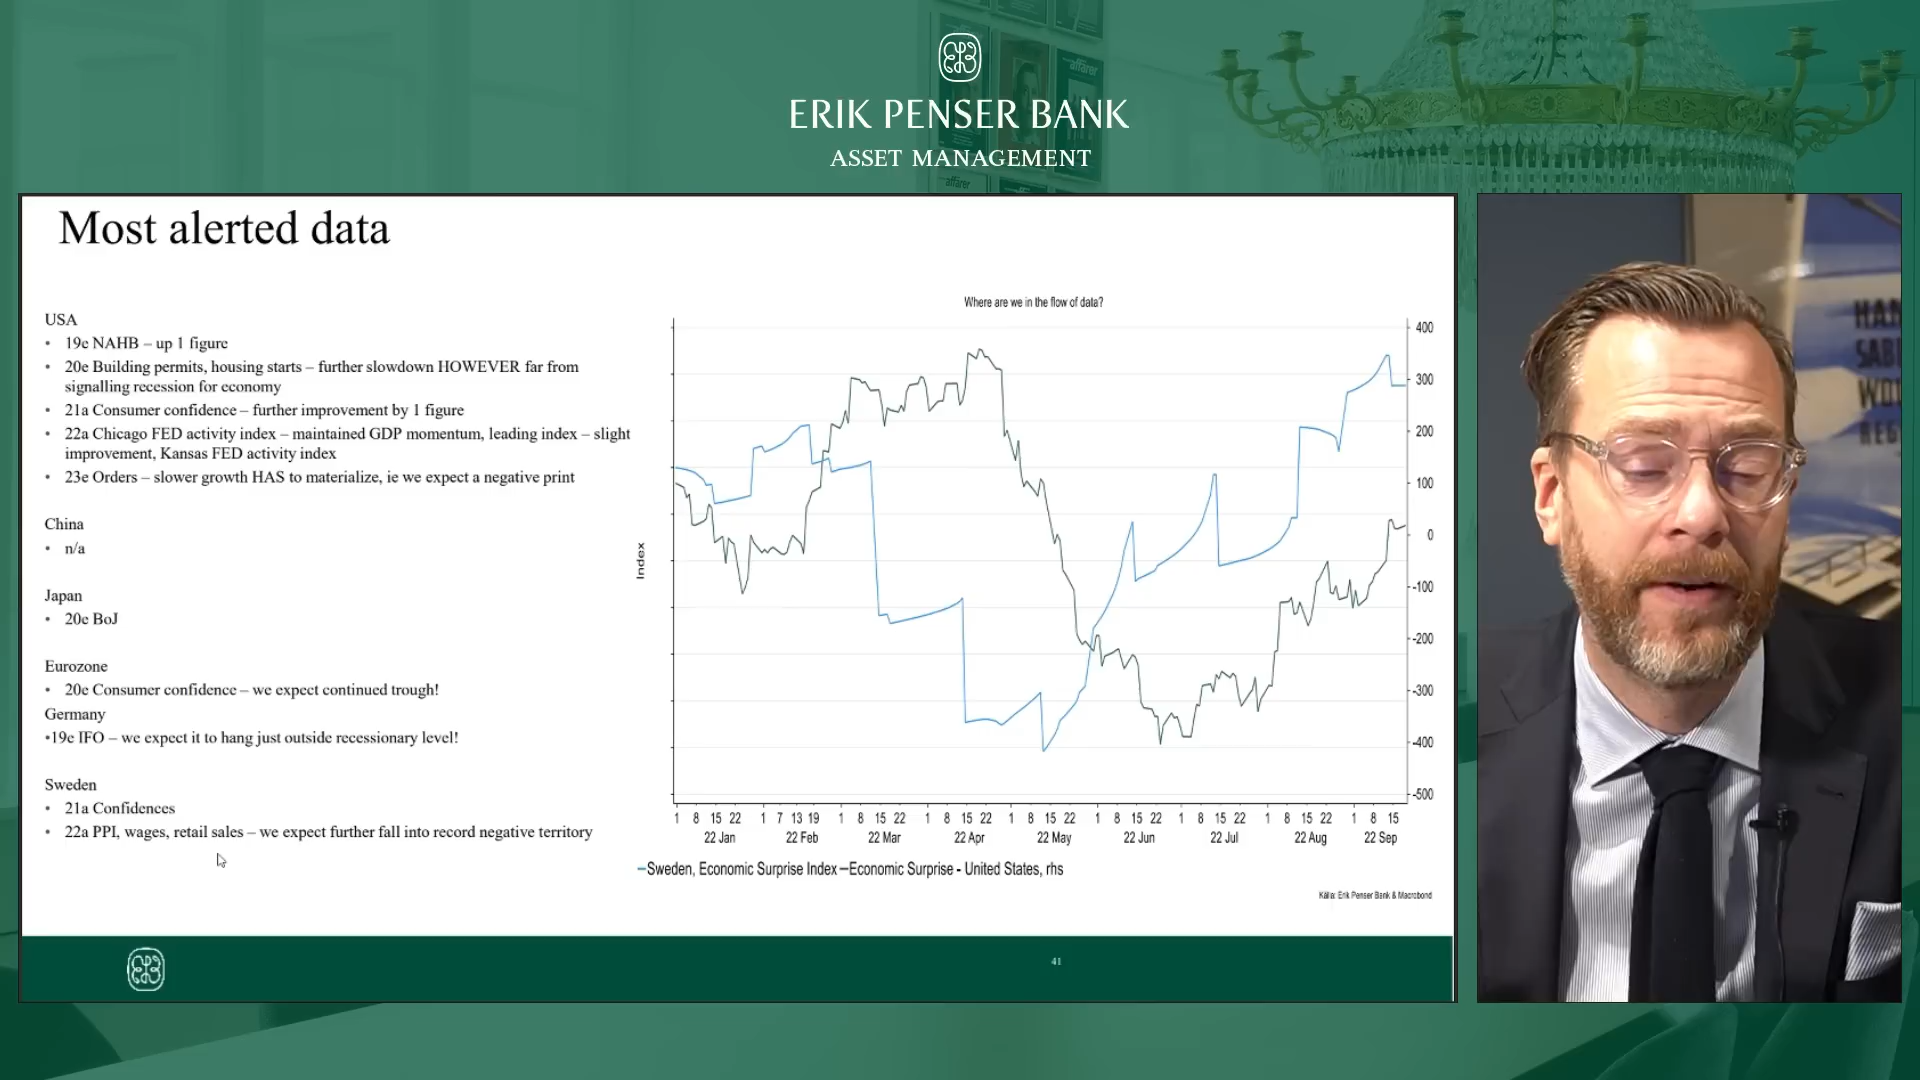 affärer
affärer
ERIK PENSER BANK
ASSET MANAGEMENT
Most alerted data
USA
• 19e NAHB – up 1 figure
• 20e Building permits, housing starts – further slowdown HOWEVER far from
signalling recession for economy
• 21a Consumer confidence – further improvement by 1 figure
• 22a Chicago FED activity index – maintained GDP momentum, leading index – slight
improvement, Kansas FED activity index
• 23e Orders – slower growth HAS to materialize, ie we expect a negative print
China
• n/a
Japan
• 20e BoJ
Eurozone
• 20e Consumer confidence – we expect continued trough!
Germany
•19e IFO – we expect it to hang just outside recessionary level!
Sweden
• 21a Confidences
• 22a PPI, wages, retail sales – we expect further fall into record negative territory
Where are we in the flow of data?
400
300
200
100
0
-100
-200
-300
-400
-500
Index
1 8 15 22 1 7 13 19 1 8 15 22 1 8 15 22 1 8 15 22 1 8 15 22 1 8 15 22 1 8 15 22 1 8 15
22 Jan 22 Feb 22 Mar 22 Apr 22 May 22 Jun 22 Jul 22 Aug 22 Sep
Sweden, Economic Surprise Index Economic Surprise - United States, rhs
Källa: Erik Penser Bank & Macrobond
41